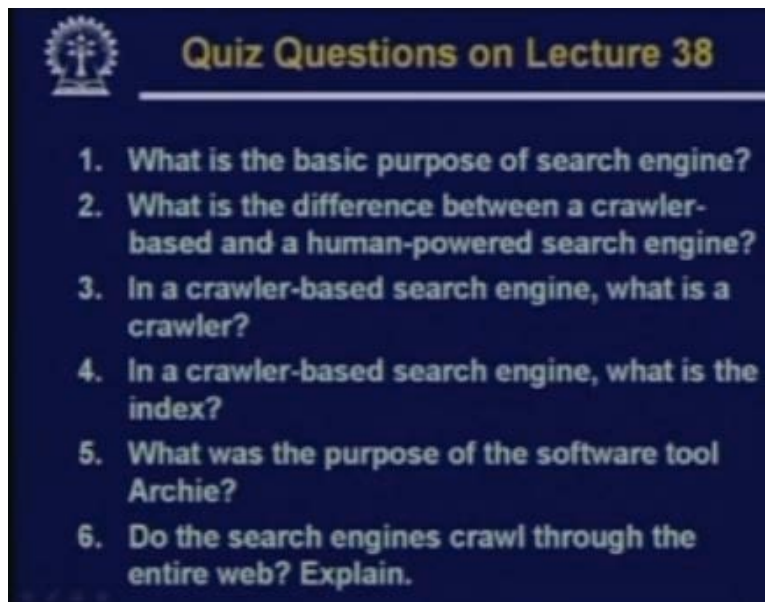 Quiz Questions on Lecture 38
1. What is the basic purpose of search engine?
2. What is the difference between a crawler-
based and a human-powered search engine?
3. In a crawler-based search engine, what is a
crawler?
4. In a crawler-based search engine, what is the
index?
5. What was the purpose of the software tool
Archie?
6. Do the search engines crawl through the
entire web? Explain.